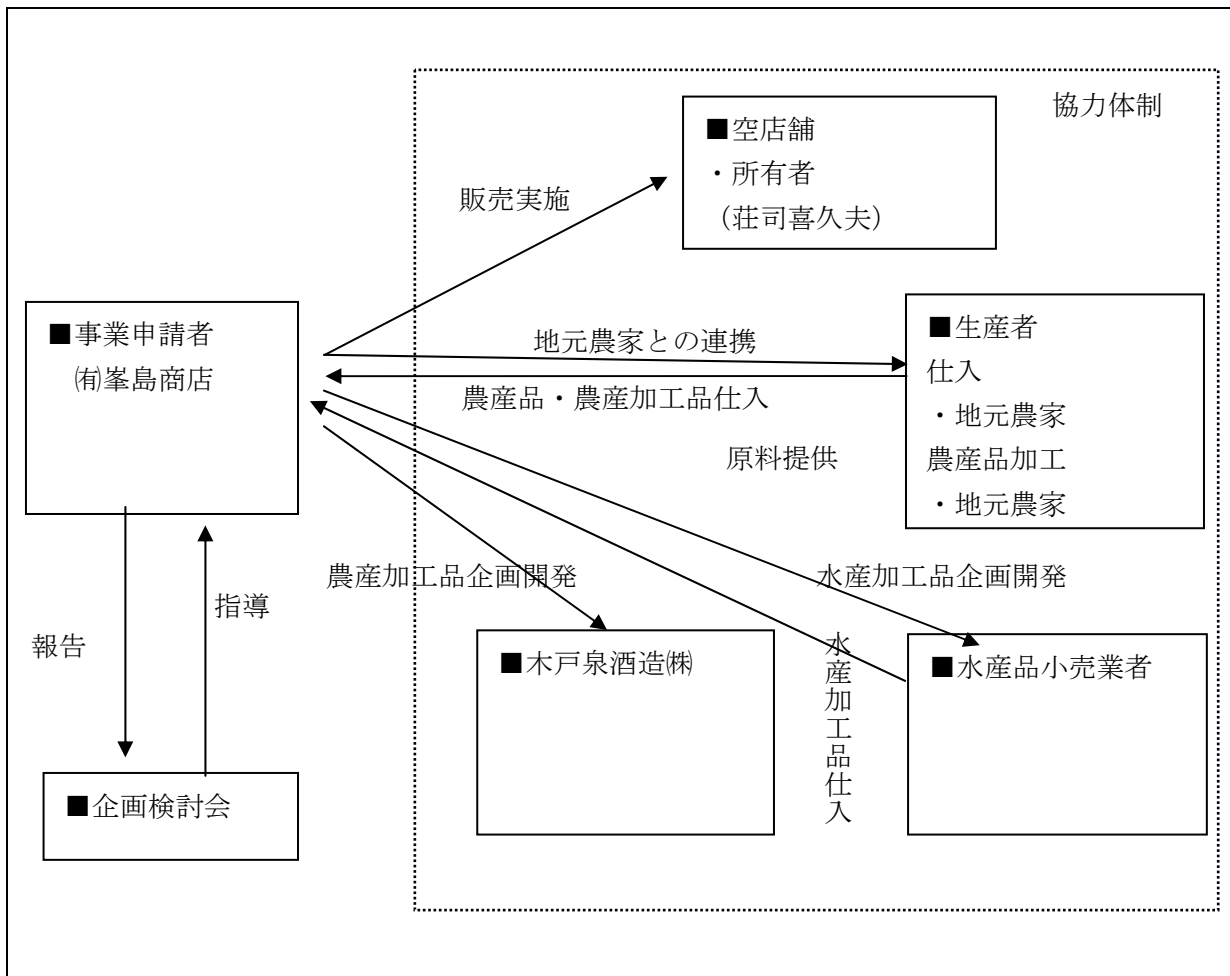 協力体制
■空店舗
・所有者
(荘司喜久夫)
販売実施
■事業申請者
㈲峯島商店
地元農家との連携
農産品・農産加工品仕入
原料提供
■生産者
仕入
・地元農家
農産品加工
・地元農家
農産加工品企画開発
水産加工品企画開発
報告
指導
■木戸泉酒造㈱
水産加工品仕入
■水産品小売業者
■企画検討会